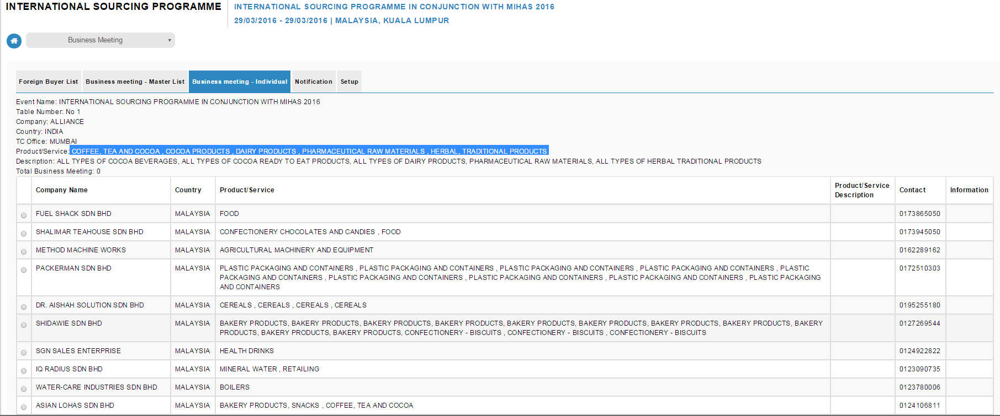 INTERNATIONAL SOURCING PROGRAMME
INTERNATIONAL SOURCING PROGRAMME IN CONJUNCTION WITH MIHAS 2016
29/03/2016 - 29/03/2016 | MALAYSIA, KUALA LUMPUR
Business Meeting
Foreign Buyer List Business meeting - Master List Business meeting - Individual Notification Setup
Event Name: INTERNATIONAL SOURCING PROGRAMME IN CONJUNCTION WITH MIHAS 2016
Table Number: No 1
Company: ALLIANCE
Country: INDIA
TC Office: MUMBAI
Product/Service: COFFEE, TEA AND COCOA , COCOA PRODUCTS , DAIRY PRODUCTS , PHARMACEUTICAL RAW MATERIALS , HERBAL, TRADITIONAL PRODUCTS
Description: ALL TYPES OF COCOA BEVERAGES, ALL TYPES OF COCOA READY TO EAT PRODUCTS, ALL TYPES OF DAIRY PRODUCTS, PHARMACEUTICAL RAW MATERIALS, ALL TYPES OF HERBAL TRADITIONAL PRODUCTS
Total Business Meeting: 0
Company Name Country Product/Service Product/Service Description Contact Information
FUEL SHACK SDN BHD MALAYSIA FOOD 0173865050
SHALIMAR TEAHOUSE SDN BHD MALAYSIA CONFECTIONERY CHOCOLATES AND CANDIES , FOOD 0173945050
METHOD MACHINE WORKS MALAYSIA AGRICULTURAL MACHINERY AND EQUIPMENT 0162289162
PACKERMAN SDN BHD MALAYSIA PLASTIC PACKAGING AND CONTAINERS , PLASTIC PACKAGING AND CONTAINERS , PLASTIC PACKAGING AND CONTAINERS , PLASTIC PACKAGING AND CONTAINERS , PLASTIC 0172510303
PACKAGING AND CONTAINERS , PLASTIC PACKAGING AND CONTAINERS , PLASTIC PACKAGING AND CONTAINERS , PLASTIC PACKAGING AND CONTAINERS , PLASTIC PACKAGING
AND CONTAINERS
DR. AISHAH SOLUTION SDN BHD MALAYSIA CEREALS , CEREALS , CEREALS , CEREALS 0195255180
SHIDAWIE SDN BHD MALAYSIA BAKERY PRODUCTS, BAKERY PRODUCTS, BAKERY PRODUCTS, BAKERY PRODUCTS, BAKERY PRODUCTS, BAKERY PRODUCTS, BAKERY PRODUCTS, BAKERY PRODUCTS, BAKERY 0127269544
PRODUCTS, BAKERY PRODUCTS, BAKERY PRODUCTS, CONFECTIONERY - BISCUITS , CONFECTIONERY - BISCUITS , CONFECTIONERY - BISCUITS
SGN SALES ENTERPRISE MALAYSIA HEALTH DRINKS 0124922822
IQ RADIUS SDN BHD MALAYSIA MINERAL WATER , RETAILING 0123090735
WATER-CARE INDUSTRIES SDN BHD MALAYSIA BOILERS 0123780006
ASIAN LOHAS SDN BHD MALAYSIA BAKERY PRODUCTS, SNACKS , COFFEE, TEA AND COCOA 0124106811